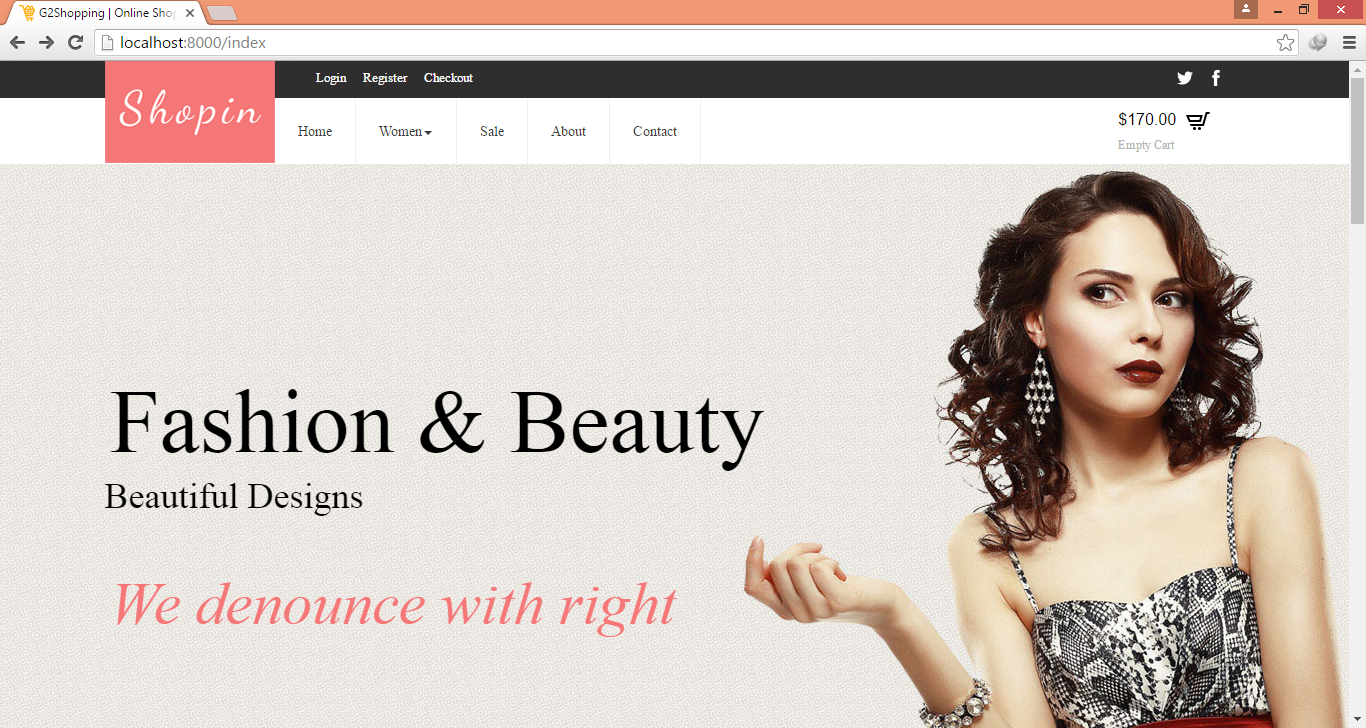 G2Shopping | Online Shop
localhost:8000/index
Login Register Checkout
Shopin
Home Women Sale About Contact
$170.00
Empty Cart
Fashion & Beauty
Beautiful Designs
We denounce with right